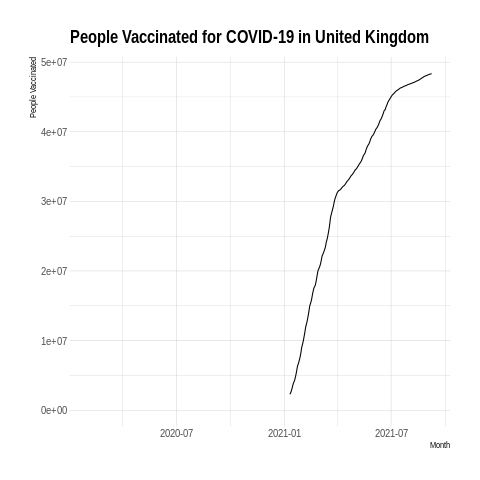 People Vaccinated for COVID-19 in United Kingdom
People Vaccinated
5e+07
4e+07
3e+07
2e+07
1e+07
0e+00
2020-07
2021-01
2021-07
Month